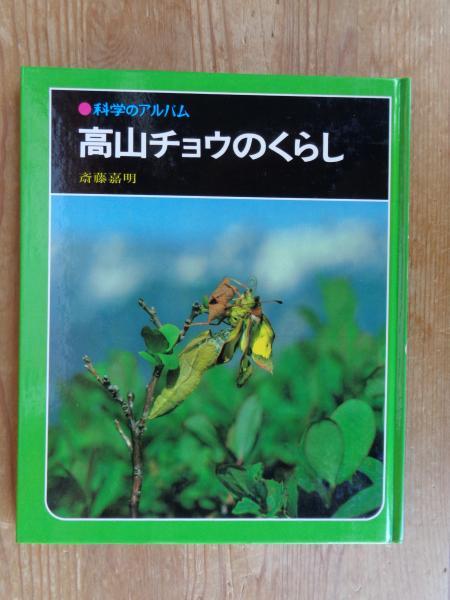 ●科学のアルバム
高山チョウのくらし
斎藤嘉明